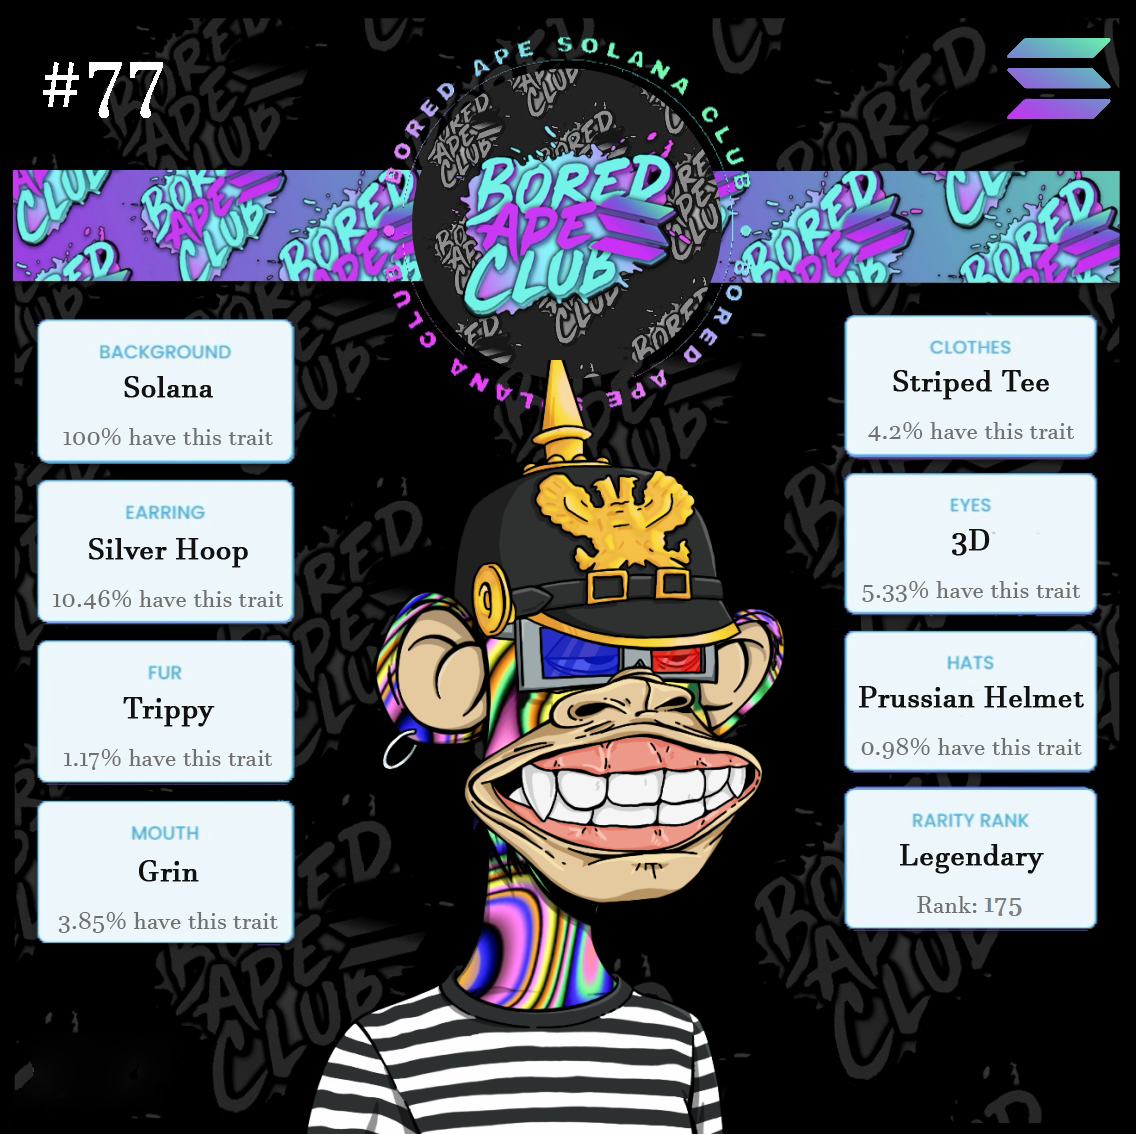 #77
BORED APE SOLANA CLUB
BORED APE SOLANA CLUB
BORED
APE
CLUB
BACKGROUND
Solana
100% have this trait
EARRING
Silver Hoop
10.46% have this trait
FUR
Trippy
1.17% have this trait
MOUTH
Grin
3.85% have this trait
CLOTHES
Striped Tee
4.2% have this trait
EYES
3D
5.33% have this trait
HATS
Prussian Helmet
0.98% have this trait
RARITY RANK
Legendary
Rank: 175